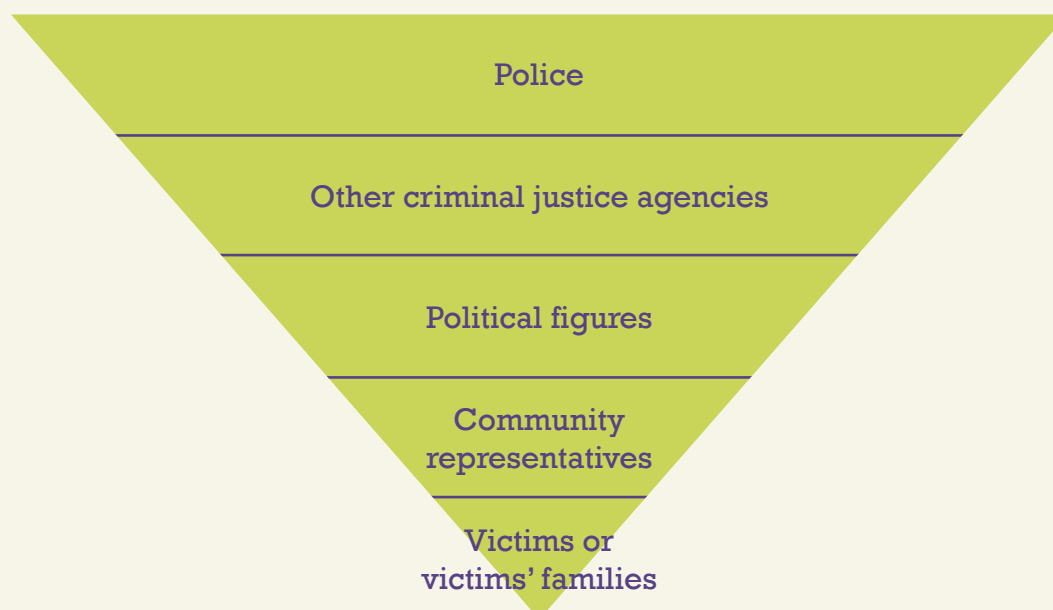 Police
Other criminal justice agencies
Political figures
Community
representatives
Victims or
victims’ families